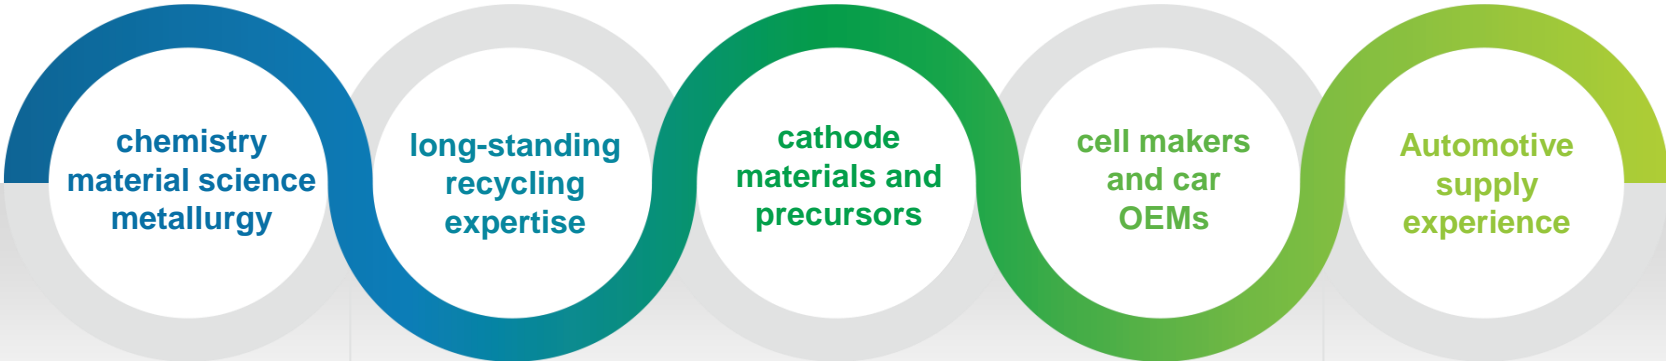 chemistry
material science
metallurgy
long-standing
recycling
expertise
cathode
materials and
precursors
cell makers
and car
OEMs
Automotive
supply
experience